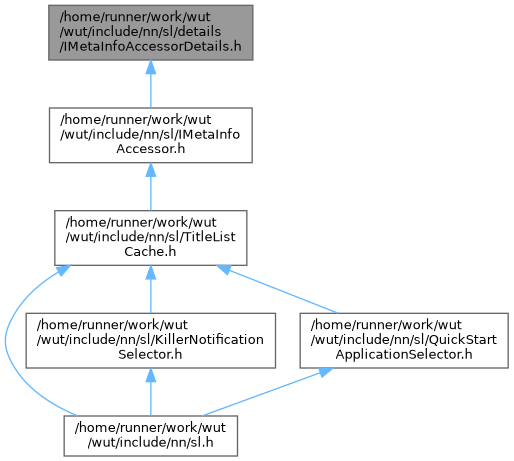 /home/runner/work/wut
/wut/include/nn/sl/details
/IMetaInfoAccessorDetails.h
/home/runner/work/wut
/wut/include/nn/sl/IMetaInfo
Accessor.h
/home/runner/work/wut
/wut/include/nn/sl/TitleList
Cache.h
/home/runner/work/wut
/wut/include/nn/sl/KillerNotification
Selector.h
/home/runner/work/wut
/wut/include/nn/sl/QuickStart
ApplicationSelector.h
/home/runner/work/wut
/wut/include/nn/sl.h